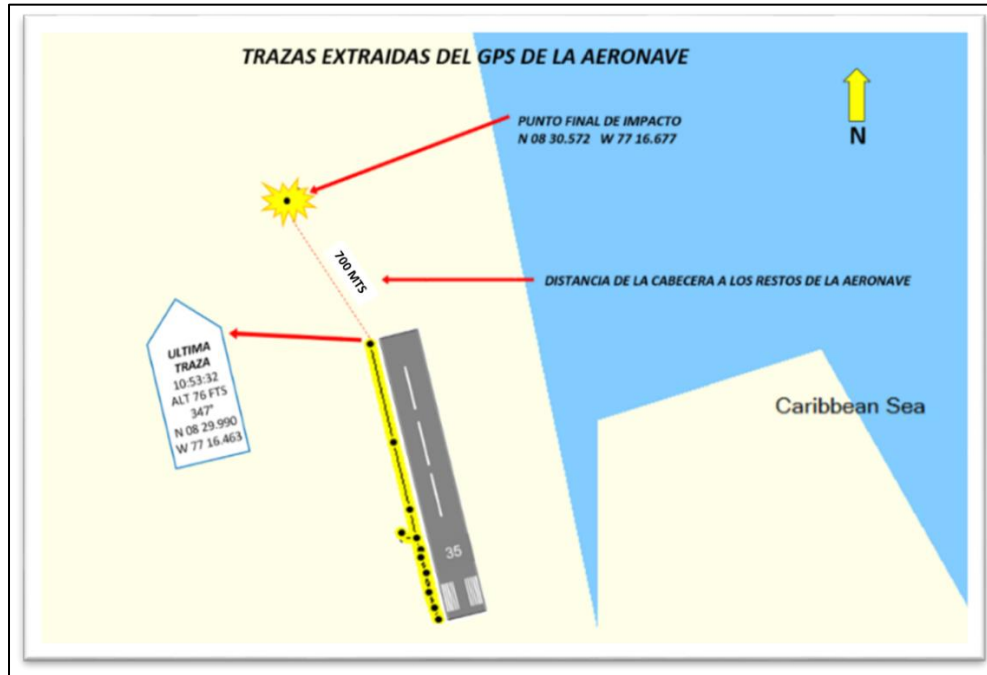 TRAZAS EXTRAIDAS DEL GPS DE LA AERONAVE
N
PUNTO FINAL DE IMPACTO
N 08 30.572 W 77 16.677
700 MTS
DISTANCIA DE LA CABECERA A LOS RESTOS DE LA AERONAVE
ULTIMA
TRAZA
10:53:32
ALT 76 FTS
347°
N 08 29.990
W 77 16.463
Caribbean Sea
35